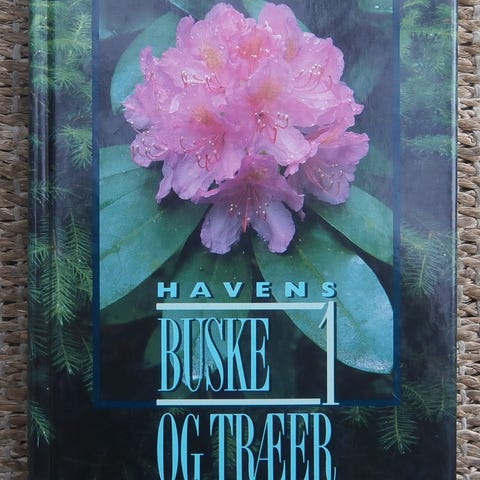 HAVENS
BUSKE 1
OG TRÆER